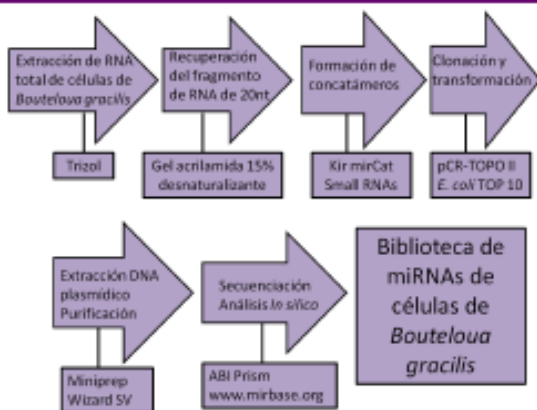 Extracción de RNA
total de células de
Bouteloua gracilis
Trizol
Recuperación
del fragmento
de RNA de 20nt
Gel acrilamida 15%
desnaturalizante
Formación de
concatámeros
Kir mirCat
Small RNAs
Clonación y
transformación
pCR-TOPO II
E. coli TOP 10
Extracción DNA
plasmídico
Purificación
Miniprep
Wizard SV
Secuenciación
Análisis In silico
ABI Prism
www.mirbase.org
Biblioteca de
miRNAs de
células de
Bouteloua
gracilis